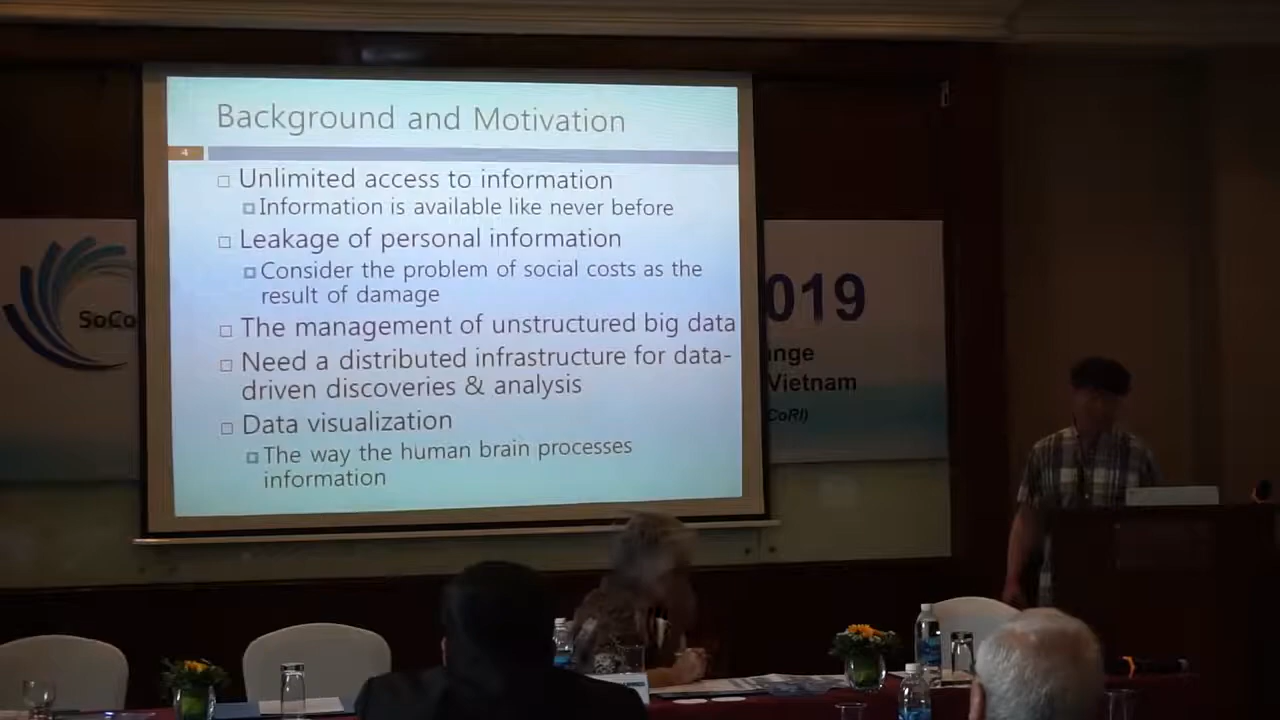 Background and Motivation
4
□ Unlimited access to information
□ Information is available like never before
□ Leakage of personal information
□ Consider the problem of social costs as the
result of damage
□ The management of unstructured big data
□ Need a distributed infrastructure for data-
driven discoveries & analysis
□ Data visualization
□ The way the human brain processes
information
SoCo
019
ange
Vietnam
CoRI)